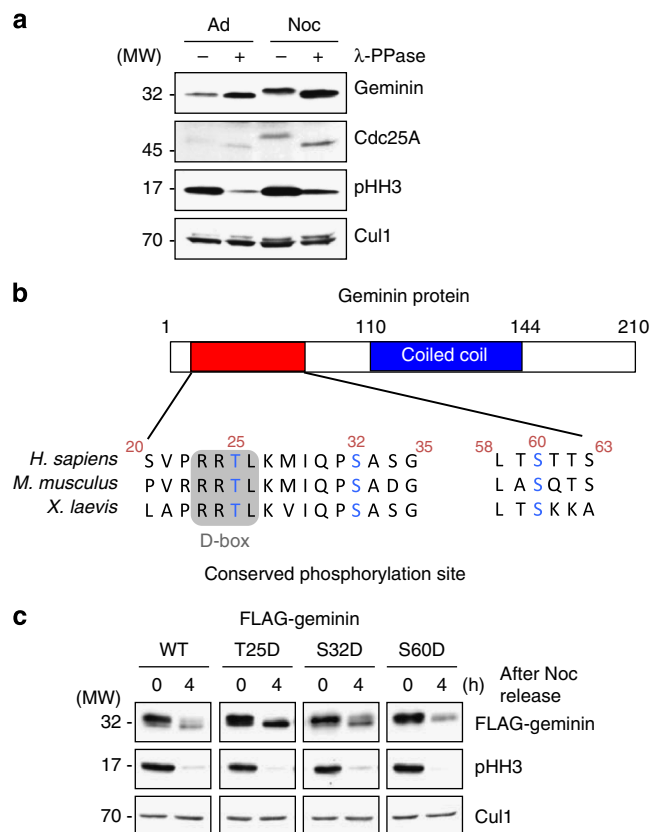 a
Ad Noc
(MW) – + – + λ-PPase
32 - Geminin
45 - Cdc25A
17 - pHH3
70 - Cul1
b
Geminin protein
1 110 144 210
Coiled coil
20 25 32 35 58 60 63
H. sapiens S V P R R T L K M I Q P S A S G L T S T T S
M. musculus P V R R R T L K M I Q P S A D G L A S Q T S
X. laevis L A P R R T L K V I Q P S A S G L T S K K A
D-box
Conserved phosphorylation site
c
FLAG-geminin
WT T25D S32D S60D
(MW) 0 4 0 4 0 4 0 4 (h) After Noc release
32 - FLAG-geminin
17 - pHH3
70 - Cul1